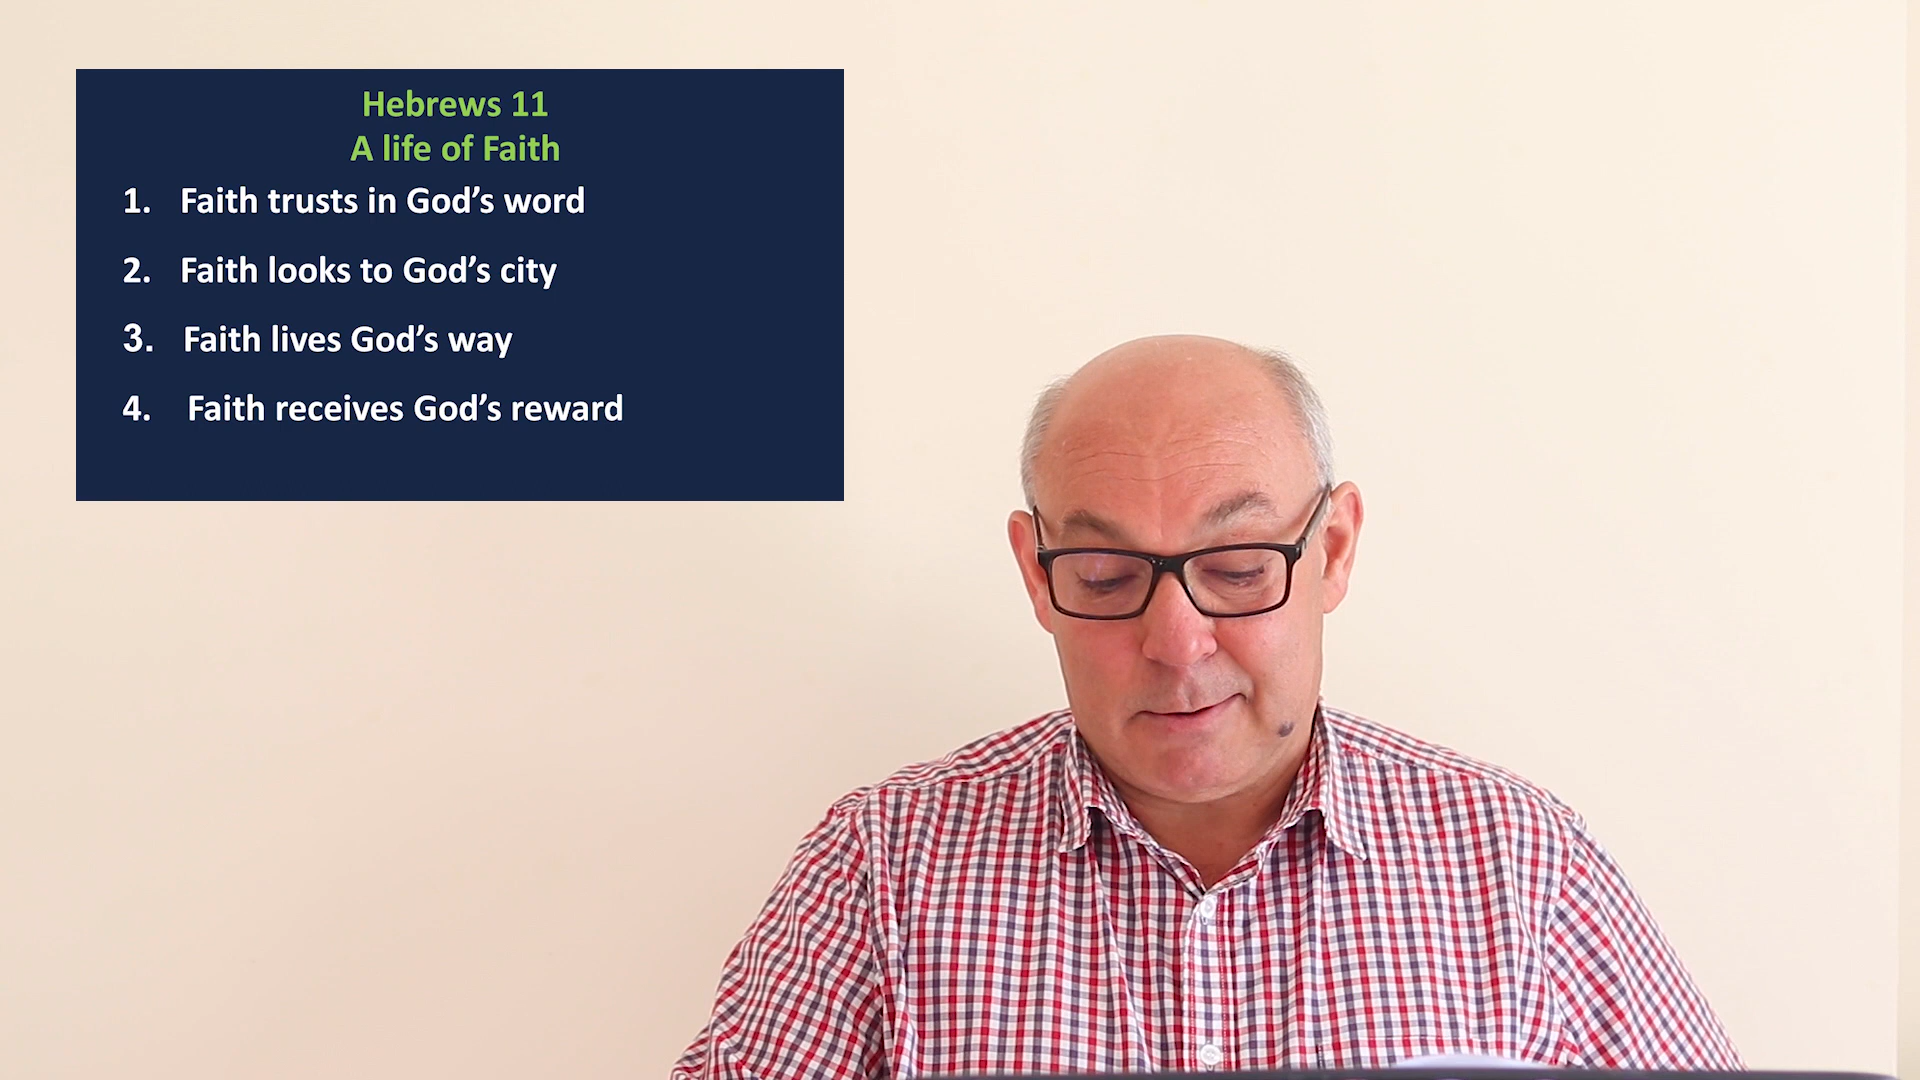 Hebrews 11
A life of Faith
1. Faith trusts in God’s word
2. Faith looks to God’s city
3. Faith lives God’s way
4. Faith receives God’s reward